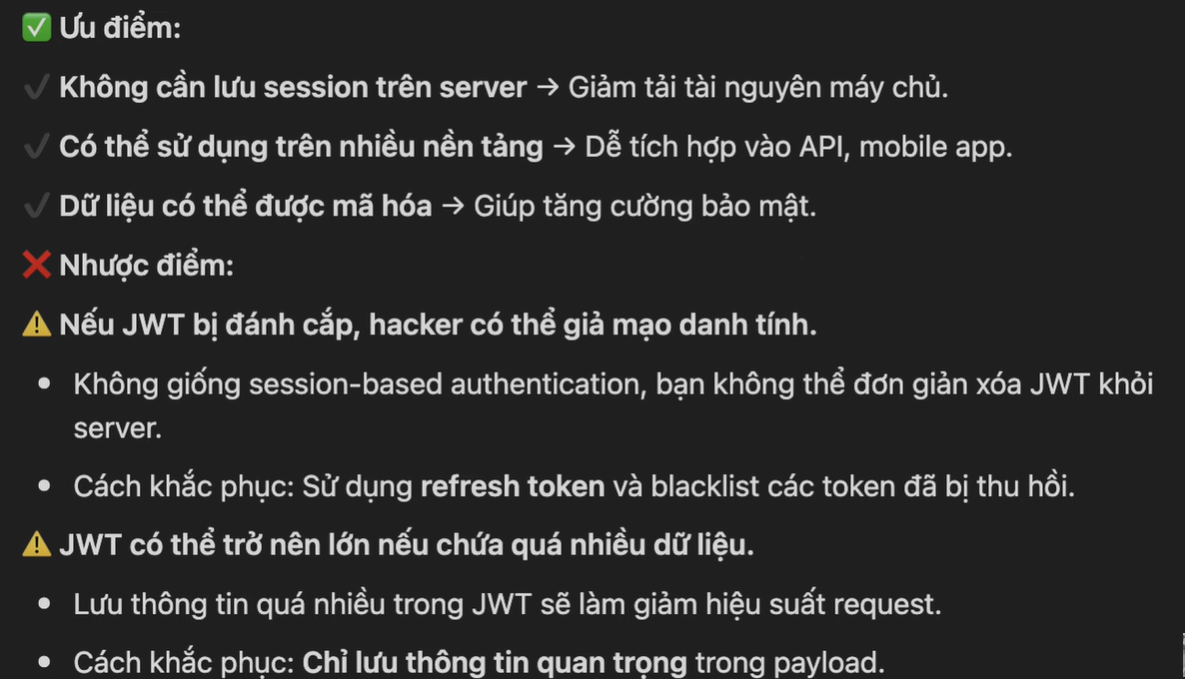 ✅ Ưu điểm:
✔ Không cần lưu session trên server → Giảm tải tài nguyên máy chủ.
✔ Có thể sử dụng trên nhiều nền tảng → Dễ tích hợp vào API, mobile app.
✔ Dữ liệu có thể được mã hóa → Giúp tăng cường bảo mật.
❌ Nhược điểm:
⚠ Nếu JWT bị đánh cắp, hacker có thể giả mạo danh tính.
• Không giống session-based authentication, bạn không thể đơn giản xóa JWT khỏi
server.
• Cách khắc phục: Sử dụng refresh token và blacklist các token đã bị thu hồi.
⚠ JWT có thể trở nên lớn nếu chứa quá nhiều dữ liệu.
• Lưu thông tin quá nhiều trong JWT sẽ làm giảm hiệu suất request.
• Cách khắc phục: Chỉ lưu thông tin quan trọng trong payload.